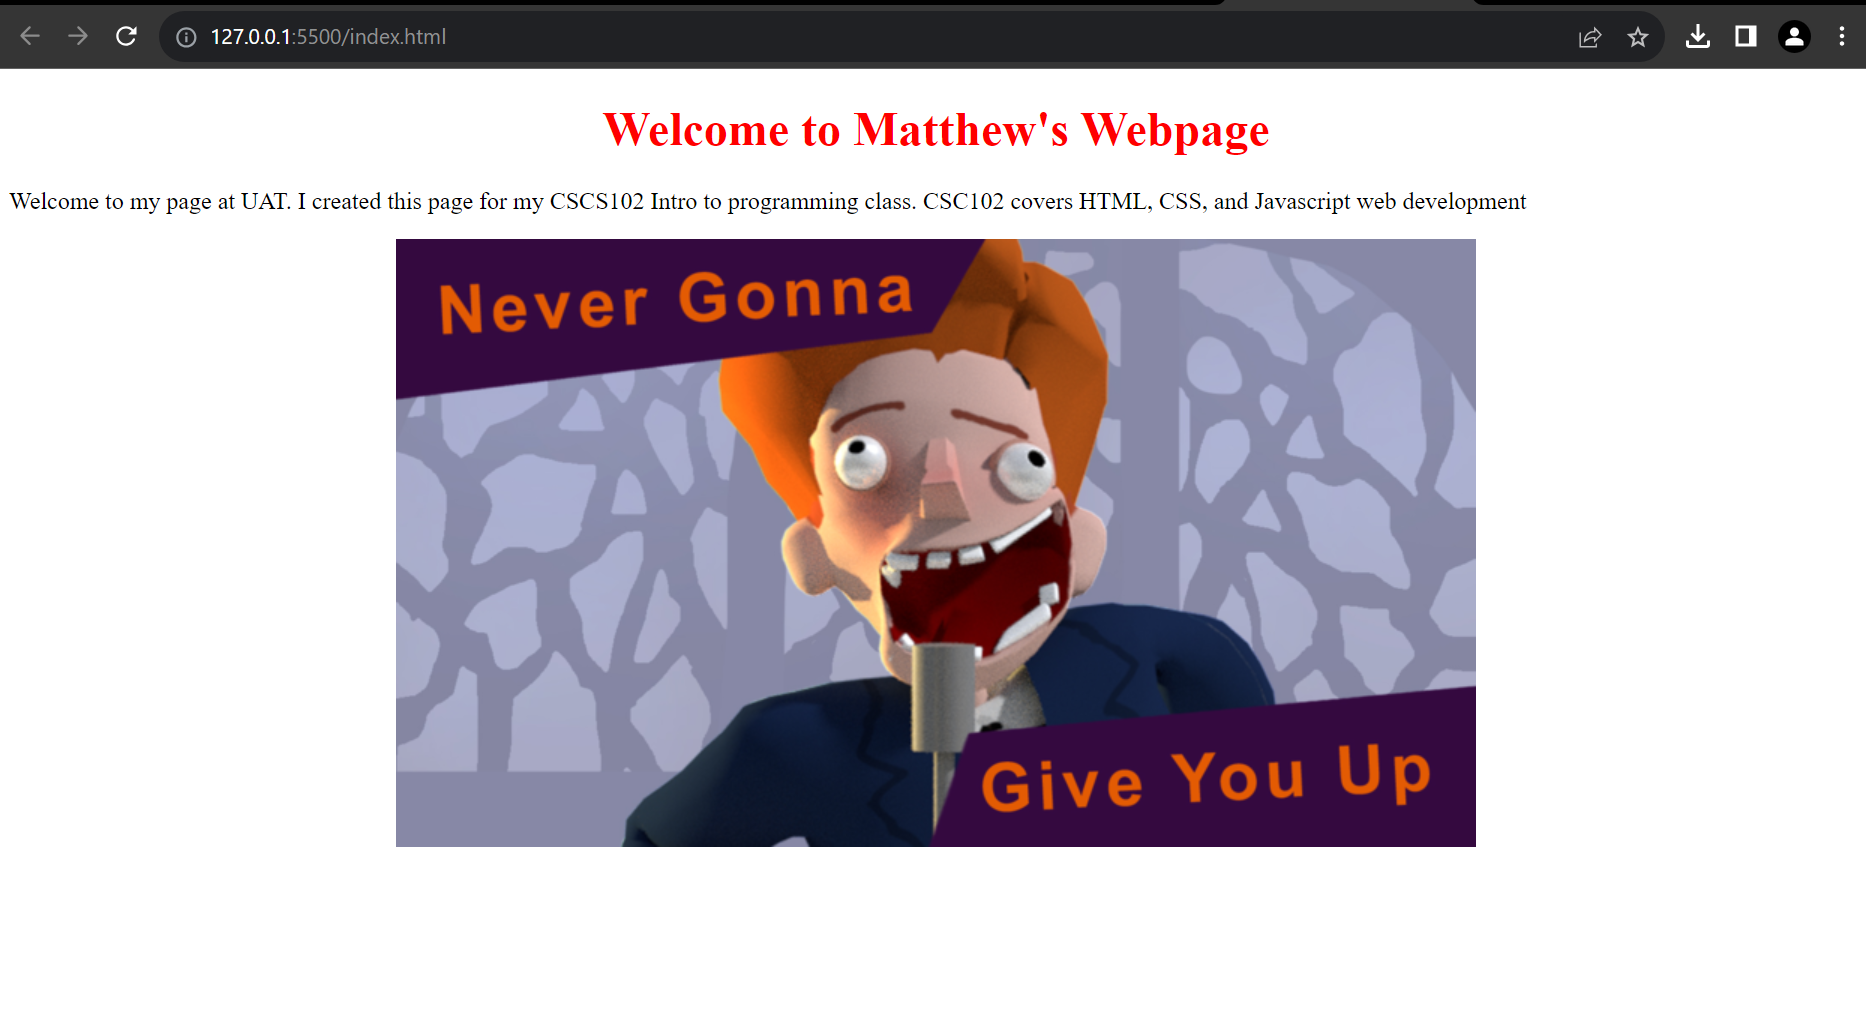 127.0.0.1:5500/index.html
Welcome to Matthew's Webpage
Welcome to my page at UAT. I created this page for my CSCS102 Intro to programming class. CSC102 covers HTML, CSS, and Javascript web development
Never Gonna
Give You Up